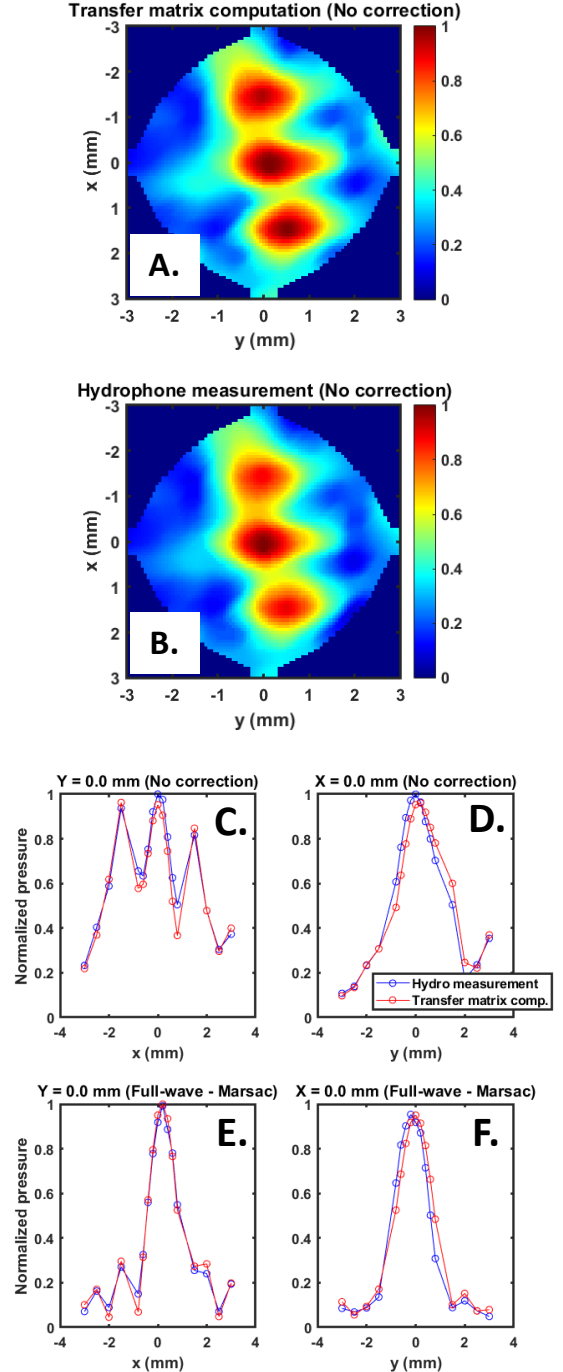 Transfer matrix computation (No correction)
-3
-2
-1
0
1
2
3
x (mm)
A.
-3 -2 -1 0 1 2 3
y (mm)
1
0.8
0.6
0.4
0.2
0
Hydrophone measurement (No correction)
-3
-2
-1
0
1
2
3
x (mm)
B.
-3 -2 -1 0 1 2 3
y (mm)
1
0.8
0.6
0.4
0.2
0
Y = 0.0 mm (No correction)
C.
Normalized pressure
1
0.8
0.6
0.4
0.2
0
-4 -2 0 2 4
x (mm)
X = 0.0 mm (No correction)
D.
1
0.8
0.6
0.4
0.2
0
Hydro measurement
Transfer matrix comp.
-4 -2 0 2 4
y (mm)
Y = 0.0 mm (Full-wave - Marsac)
E.
Normalized pressure
1
0.8
0.6
0.4
0.2
0
-4 -2 0 2 4
x (mm)
X = 0.0 mm (Full-wave - Marsac)
F.
1
0.8
0.6
0.4
0.2
0
-4 -2 0 2 4
y (mm)